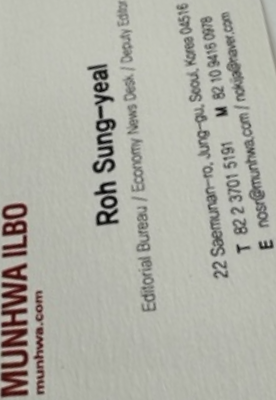 MUNHWA ILBO
munhwa.com
Roh Sung-yeal
Editorial Bureau / Economy News Desk / Deputy Editor
22 Saemunan-ro, Jung-gu, Seoul, Korea 04516
T 82 2 3701 5191 M 82 10 9416 0978
E nosr@munhwa.com / nokija@naver.com